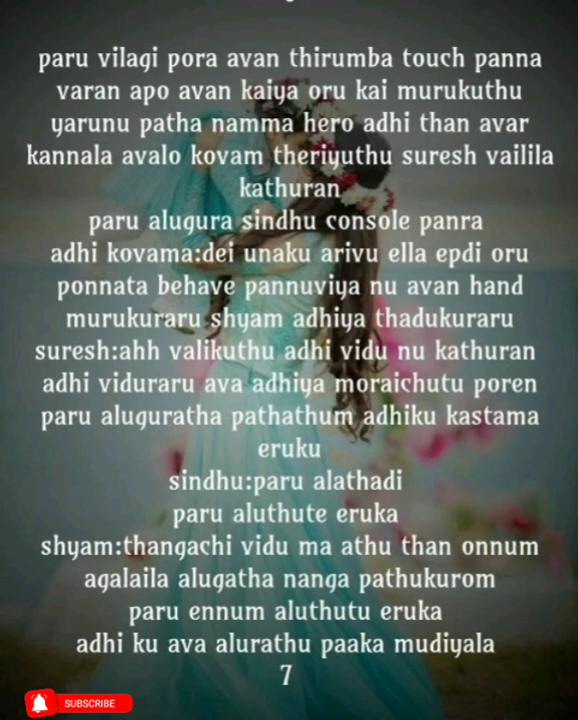 paru vilagi pora avan thirumba touch panna
varan apo avan kaiya oru kai murukuthu
yarunu patha namma hero adhi than avar
kannala avalo kovam theriyuthu suresh vailila
kathuran
paru alugura sindhu console panra
adhi kovama:dei unaku arivu ella epdi oru
ponnata behave pannuviya nu avan hand
murukuraru shyam adhiya thadukuraru
suresh:ahh valikuthu adhi vidu nu kathuran
adhi viduraru ava adhiya moraichutu poren
paru aluguratha pathathum adhiku kastama
eruku
sindhu:paru alathadi
paru aluthute eruka
shyam:thangachi vidu ma athu than onnum
agalaila alugatha nanga pathukurom
paru ennum aluthutu eruka
adhi ku ava alurathu paaka mudiyala
7
SUBSCRIBE